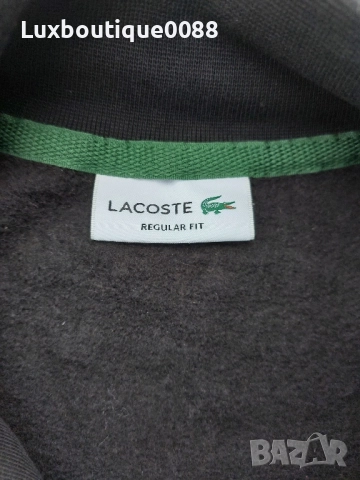 Luxboutique0088
LACOSTE
REGULAR FIT
BAZAR